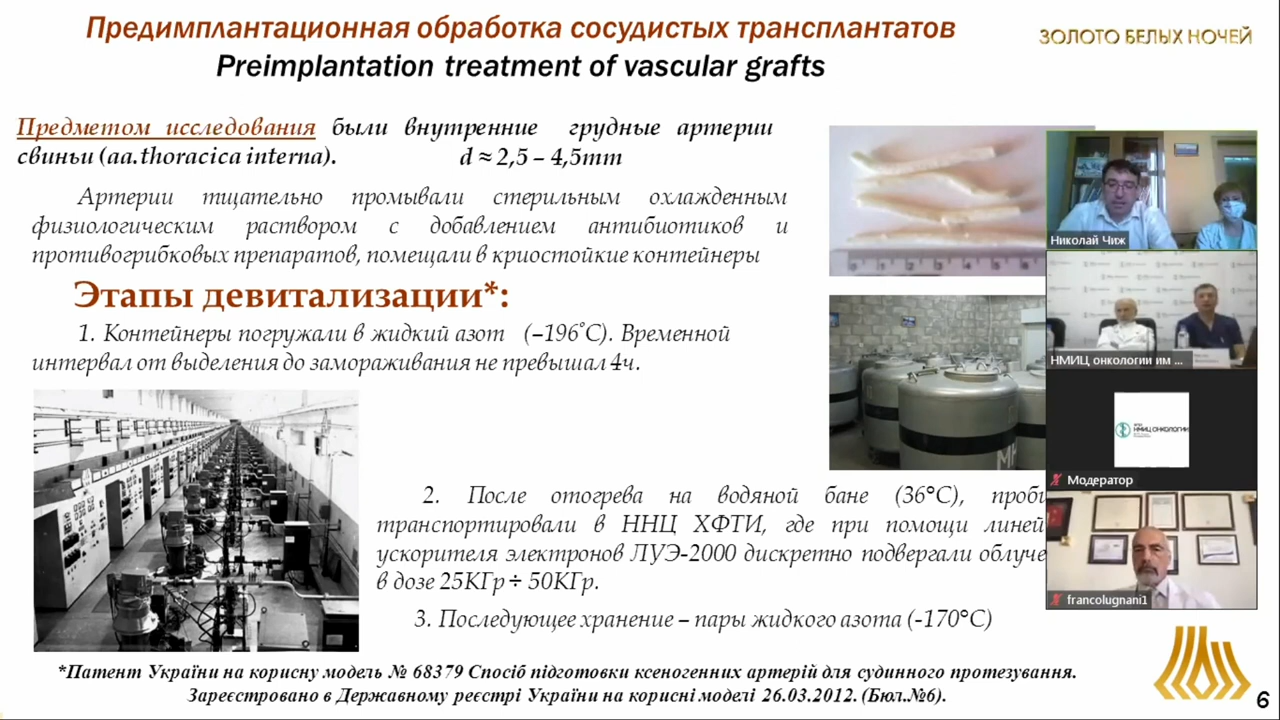 Предимплантационная обработка сосудистых трансплантатов
Preimplantation treatment of vascular grafts
ЗОЛОТО БЕЛЫХ НОЧЕЙ
Предметом исследования были внутренние грудные артерии
свиньи (aa.thoracica interna). d ≈ 2,5 – 4,5mm
Артерии тщательно промывали стерильным охлажденным
физиологическим раствором с добавлением антибиотиков и
противогрибковых препаратов, помещали в криостойкие контейнеры
Этапы девитализации*:
1. Контейнеры погружали в жидкий азот (–196°С). Временной
интервал от выделения до замораживания не превышал 4ч.
2. После отогрева на водяной бане (36°С), проб
транспортировали в ННЦ ХФТИ, где при помощи линей
ускорителя электронов ЛУЭ-2000 дискретно подвергали облуче
в дозе 25КГр ÷ 50КГр.
3. Последующее хранение – пары жидкого азота (-170°С)
*Патент України на корисну модель № 68379 Спосіб підготовки ксеногенних артерій для судинного протезування.
Зареєстровано в Державному реєстрі України на корисні моделі 26.03.2012. (Бюл.№6).
Николай Чиж
НМИЦ онкологии им ...
НМИЦ ОНКОЛОГИИ
Модератор
francolugnani1
6